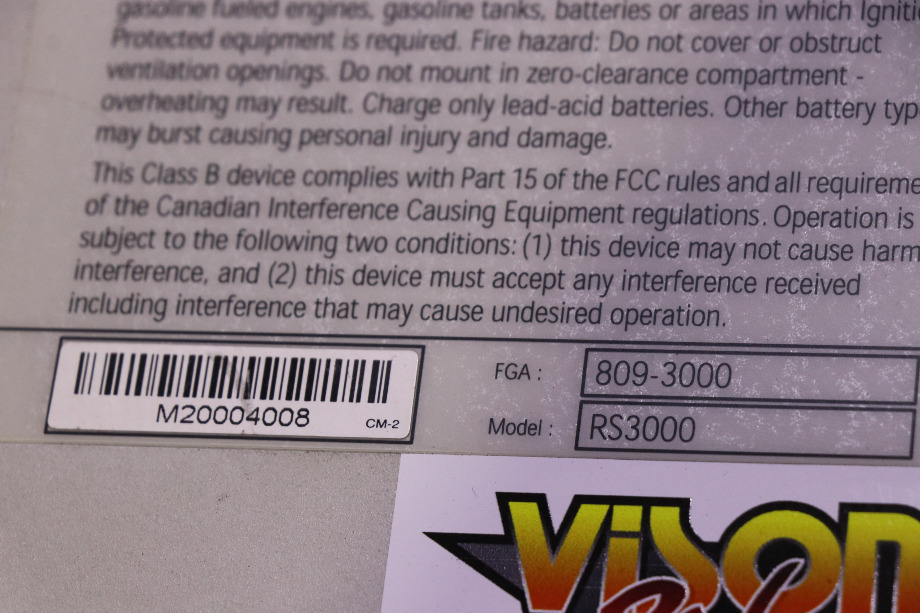 gasoline fueled engines, gasoline tanks, batteries or areas in which Igniti
Protected equipment is required. Fire hazard: Do not cover or obstruct
ventilation openings. Do not mount in zero-clearance compartment -
overheating may result. Charge only lead-acid batteries. Other battery typ
may burst causing personal injury and damage.
This Class B device complies with Part 15 of the FCC rules and all requireme
of the Canadian Interference Causing Equipment regulations. Operation is
subject to the following two conditions: (1) this device may not cause harm
interference, and (2) this device must accept any interference received
including interference that may cause undesired operation.
M20004008 CM-2
FGA : 809-3000
Model : RS3000
VISON